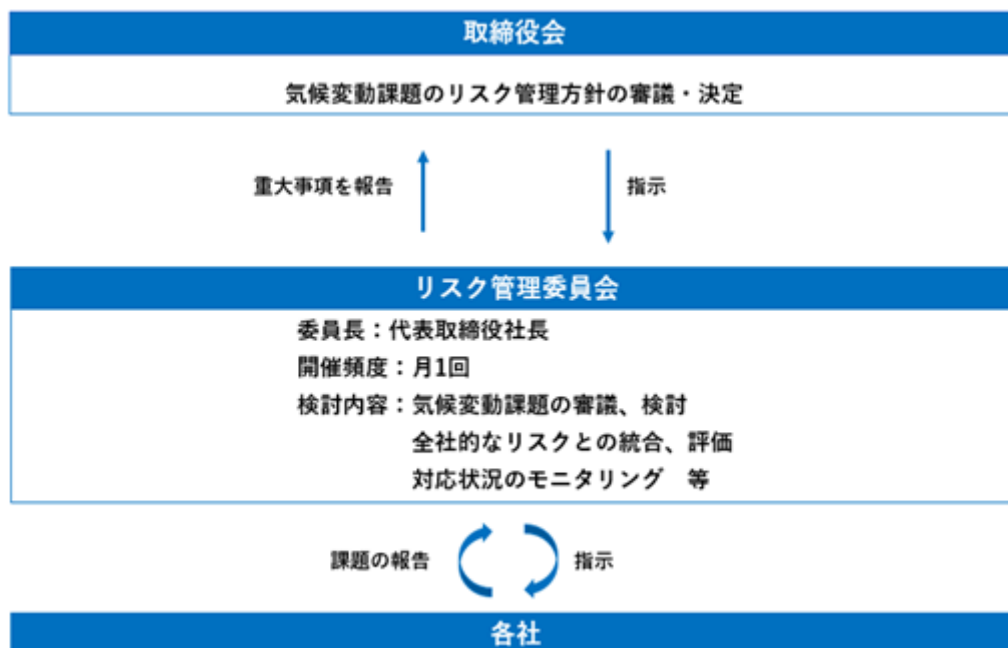 取締役会
気候変動課題のリスク管理方針の審議・決定
重大事項を報告
指示
リスク管理委員会
委員長：代表取締役社長
開催頻度：月1回
検討内容：気候変動課題の審議、検討
全社的なリスクとの統合、評価
対応状況のモニタリング　等
課題の報告
指示
各社